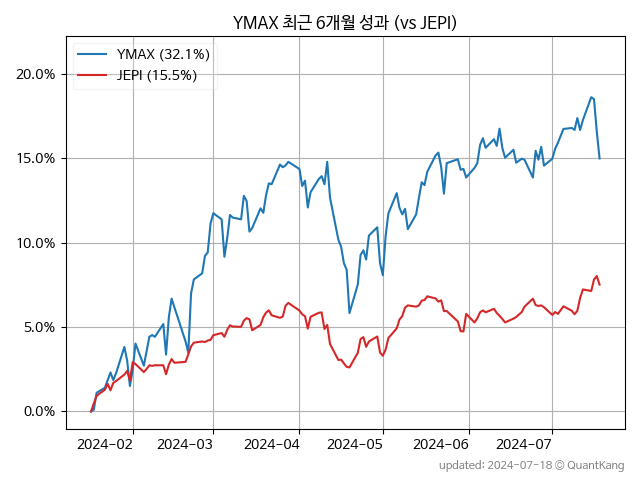 YMAX 최근 6개월 성과 (vs JEPI)
YMAX (32.1%)
JEPI (15.5%)
20.0%
15.0%
10.0%
5.0%
0.0%
2024-02 2024-03 2024-04 2024-05 2024-06 2024-07
updated: 2024-07-18 © QuantKang